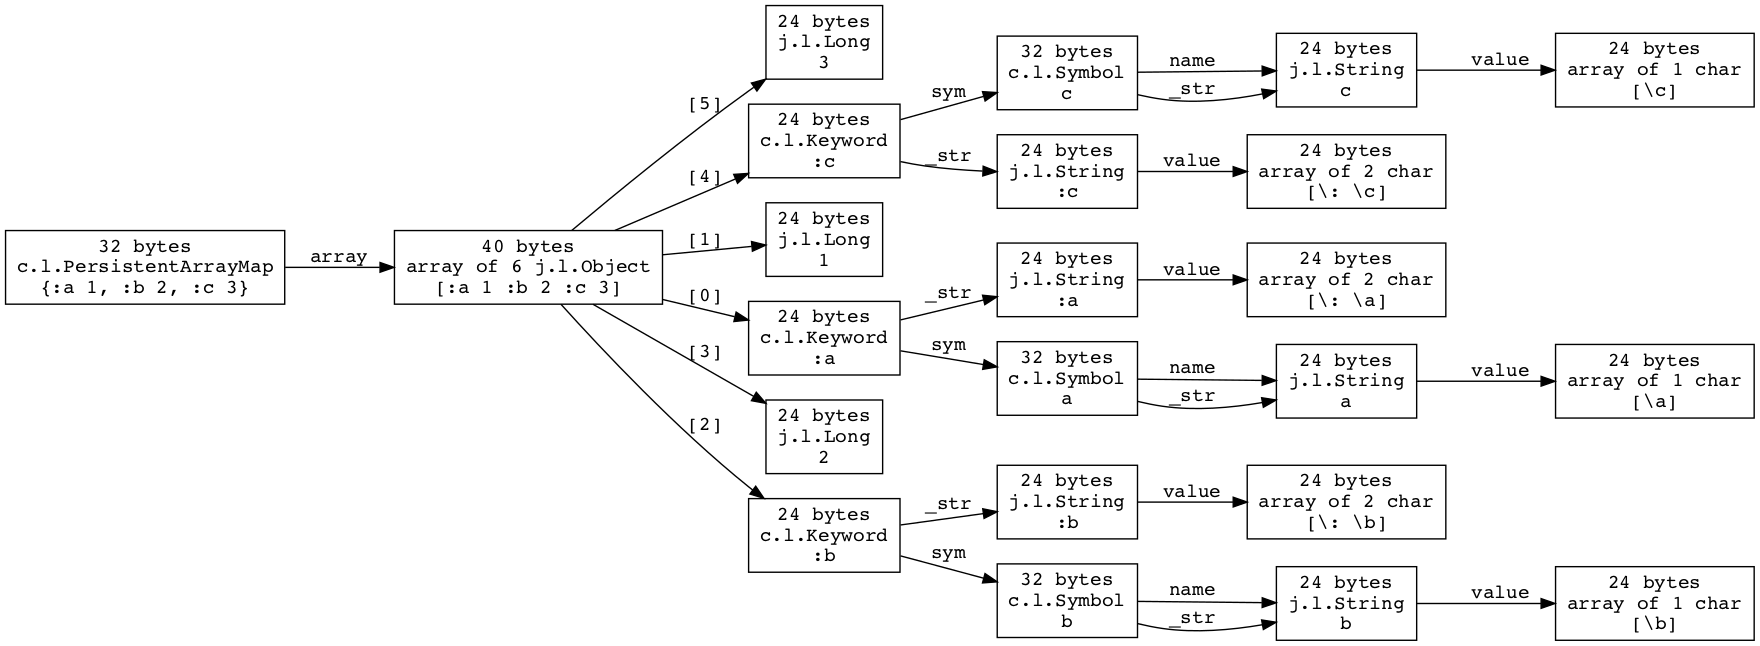 32 bytes
c.l.PersistentArrayMap
{:a 1, :b 2, :c 3}
array
40 bytes
array of 6 j.l.Object
[:a 1 :b 2 :c 3]
[5]
[4]
[1]
[0]
[3]
[2]
24 bytes
j.l.Long
3
24 bytes
c.l.Keyword
:c
24 bytes
j.l.Long
1
24 bytes
c.l.Keyword
:a
24 bytes
j.l.Long
2
24 bytes
c.l.Keyword
:b
sym
_str
_str
sym
_str
sym
32 bytes
c.l.Symbol
c
24 bytes
j.l.String
:c
24 bytes
j.l.String
:a
32 bytes
c.l.Symbol
a
24 bytes
j.l.String
:b
32 bytes
c.l.Symbol
b
name
_str
value
value
name
_str
value
name
_str
24 bytes
j.l.String
c
24 bytes
array of 2 char
[\: \c]
24 bytes
array of 2 char
[\: \a]
24 bytes
j.l.String
a
24 bytes
array of 2 char
[\: \b]
24 bytes
j.l.String
b
value
value
value
24 bytes
array of 1 char
[\c]
24 bytes
array of 1 char
[\a]
24 bytes
array of 1 char
[\b]